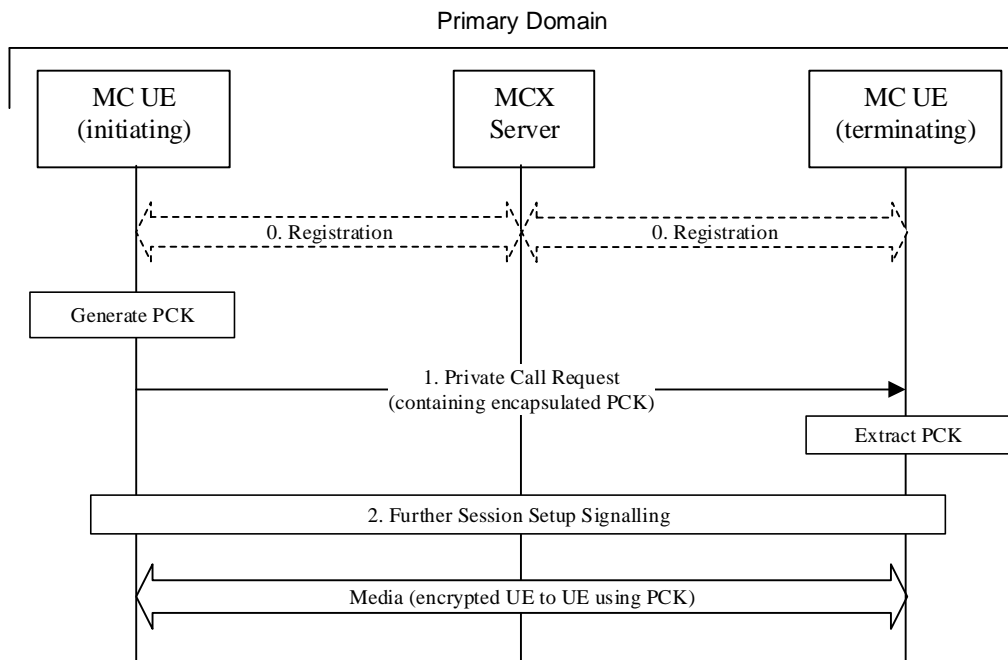 Primary Domain
MC UE
(initiating)
MCX
Server
MC UE
(terminating)
0. Registration
0. Registration
Generate PCK
1. Private Call Request
(containing encapsulated PCK)
Extract PCK
2. Further Session Setup Signalling
Media (encrypted UE to UE using PCK)